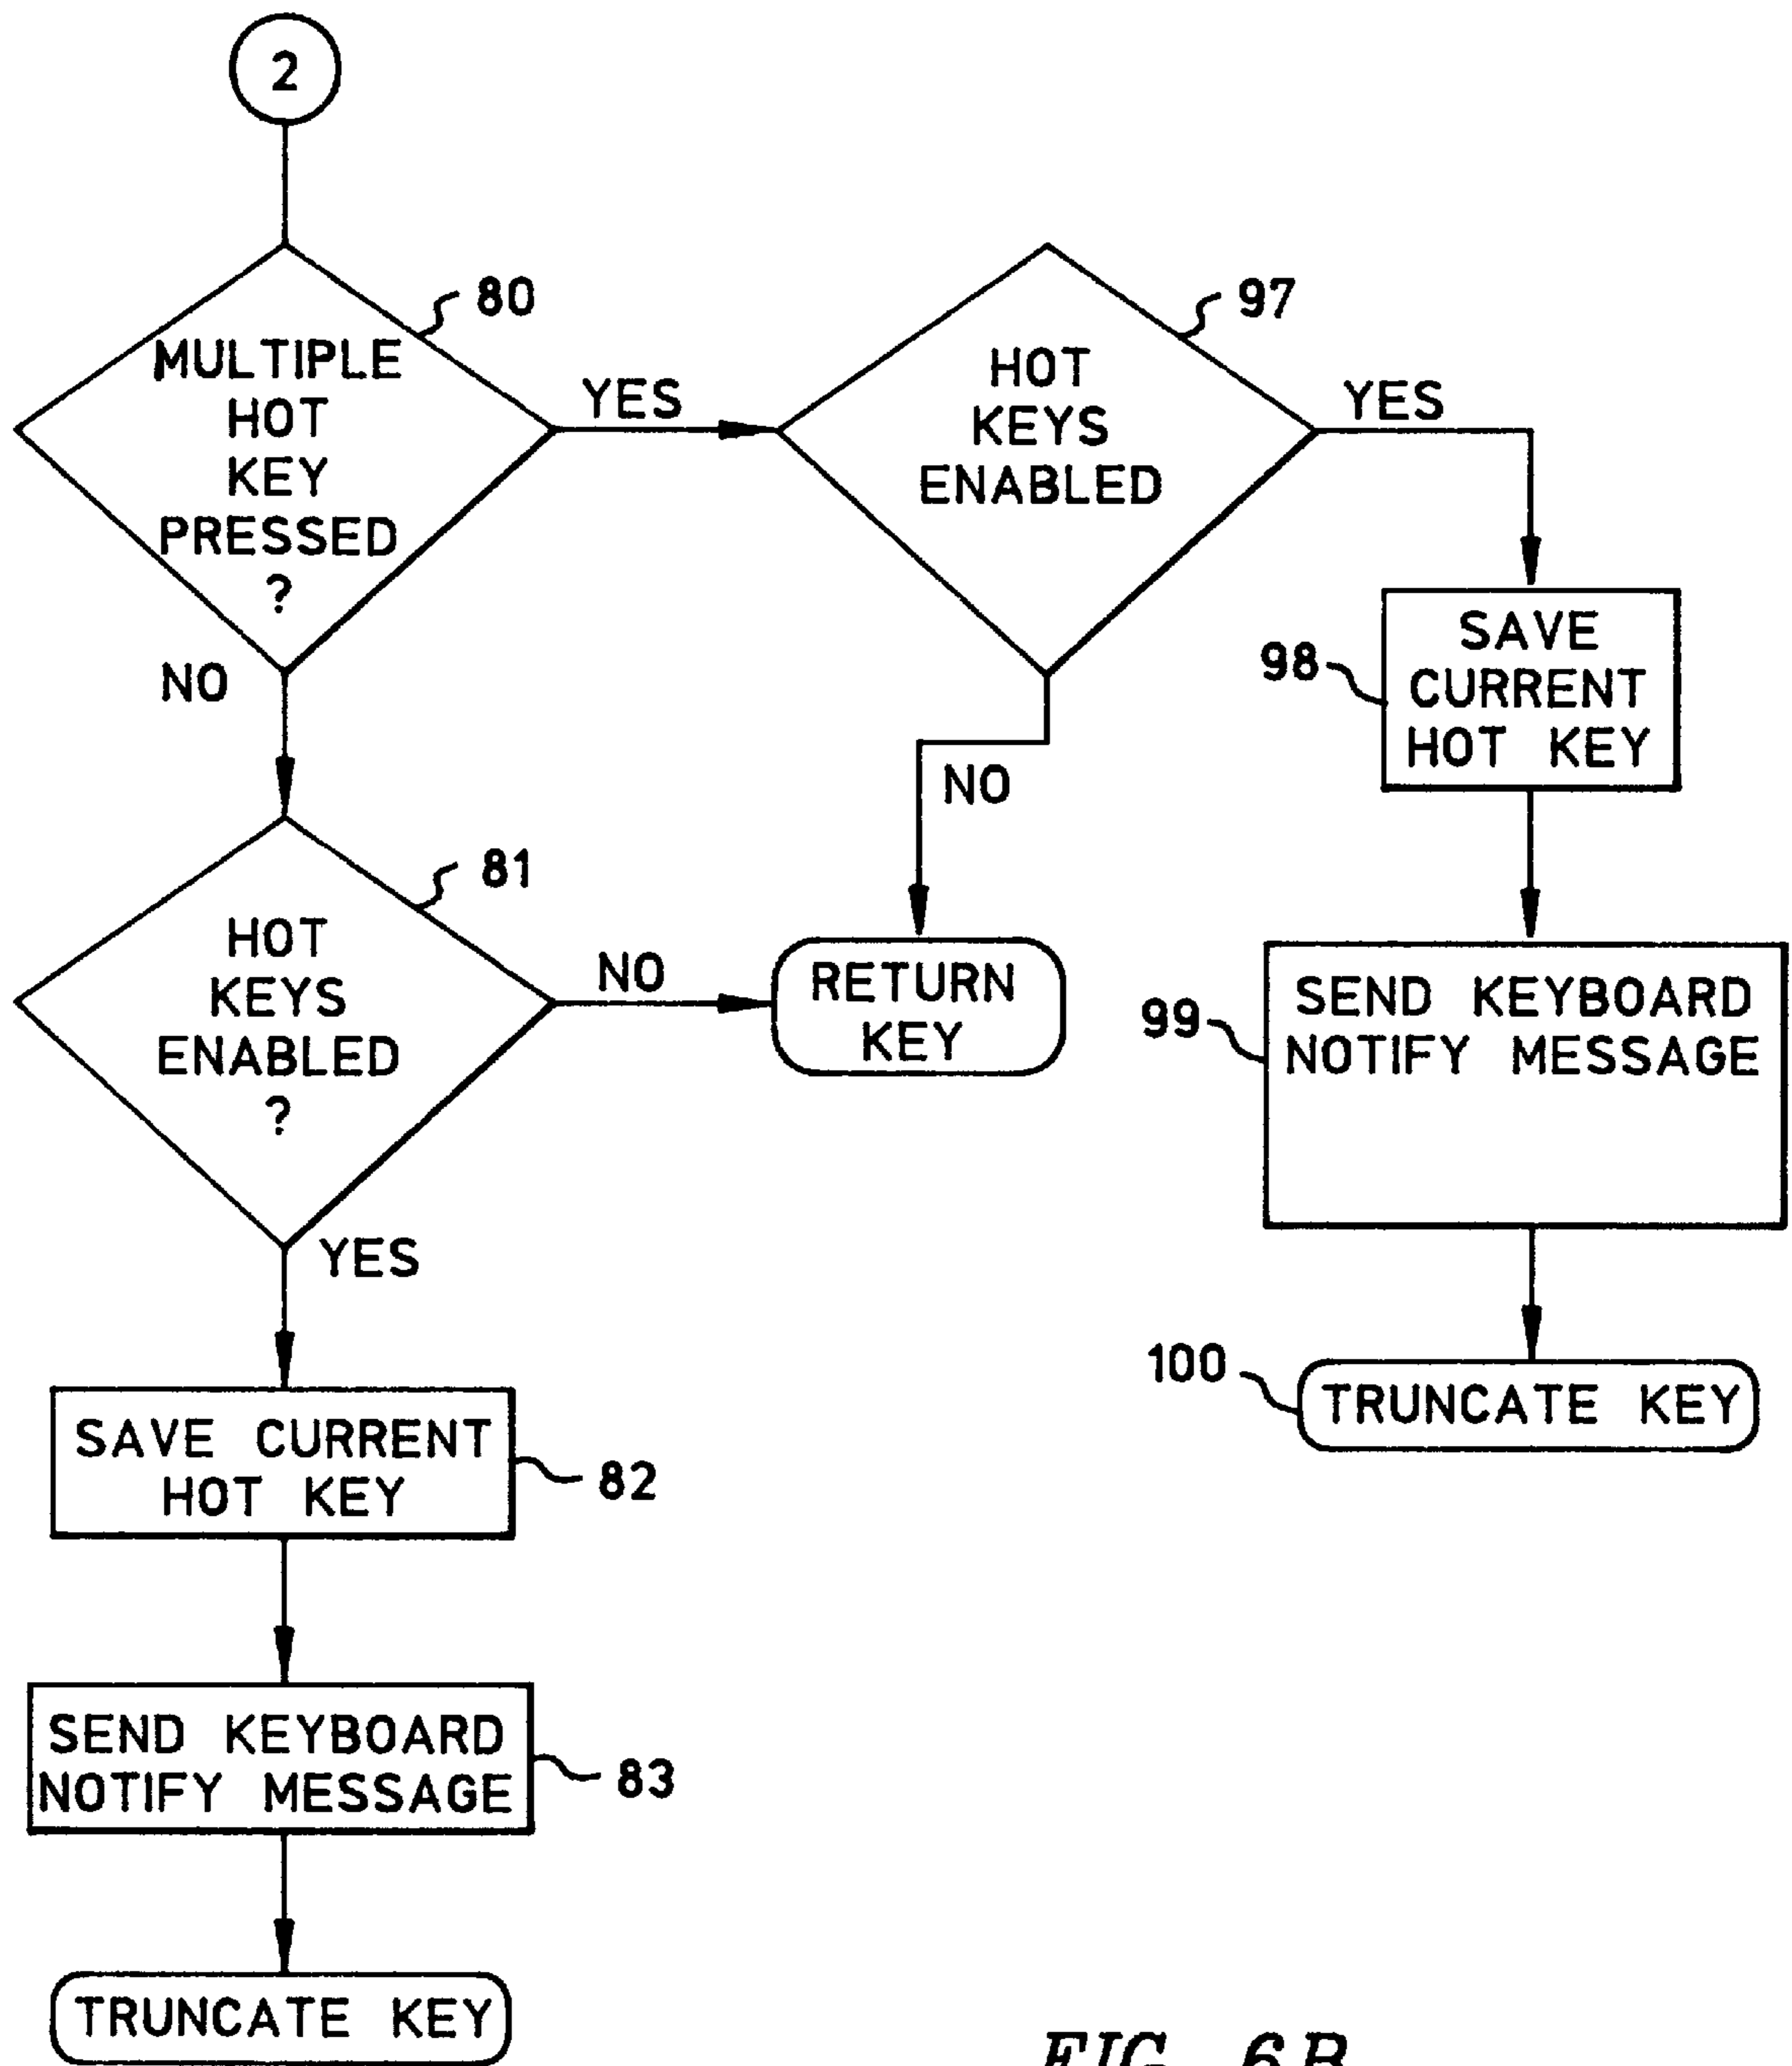 2
80
MULTIPLE
HOT
KEY
PRESSED
?
YES
NO
97
HOT
KEYS
ENABLED
YES
NO
98
SAVE
CURRENT
HOT KEY
81
HOT
KEYS
ENABLED
?
NO
YES
RETURN
KEY
99
SEND KEYBOARD
NOTIFY MESSAGE
100
TRUNCATE KEY
SAVE CURRENT
HOT KEY
82
SEND KEYBOARD
NOTIFY MESSAGE
83
TRUNCATE KEY
FIG. 6B